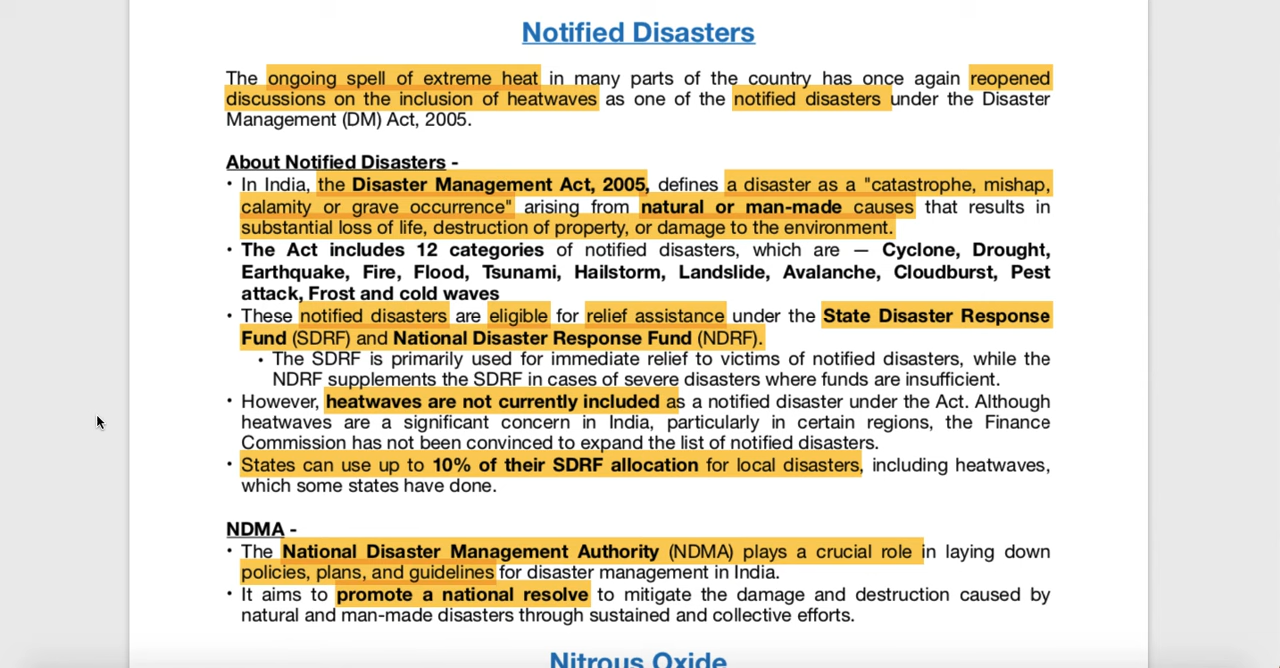 Notified Disasters
The ongoing spell of extreme heat in many parts of the country has once again reopened
discussions on the inclusion of heatwaves as one of the notified disasters under the Disaster
Management (DM) Act, 2005.
About Notified Disasters -
• In India, the Disaster Management Act, 2005, defines a disaster as a "catastrophe, mishap,
calamity or grave occurrence" arising from natural or man-made causes that results in
substantial loss of life, destruction of property, or damage to the environment.
• The Act includes 12 categories of notified disasters, which are — Cyclone, Drought,
Earthquake, Fire, Flood, Tsunami, Hailstorm, Landslide, Avalanche, Cloudburst, Pest
attack, Frost and cold waves
• These notified disasters are eligible for relief assistance under the State Disaster Response
Fund (SDRF) and National Disaster Response Fund (NDRF).
• The SDRF is primarily used for immediate relief to victims of notified disasters, while the
NDRF supplements the SDRF in cases of severe disasters where funds are insufficient.
• However, heatwaves are not currently included as a notified disaster under the Act. Although
heatwaves are a significant concern in India, particularly in certain regions, the Finance
Commission has not been convinced to expand the list of notified disasters.
• States can use up to 10% of their SDRF allocation for local disasters, including heatwaves,
which some states have done.
NDMA -
• The National Disaster Management Authority (NDMA) plays a crucial role in laying down
policies, plans, and guidelines for disaster management in India.
• It aims to promote a national resolve to mitigate the damage and destruction caused by
natural and man-made disasters through sustained and collective efforts.
Nitrous Oxide